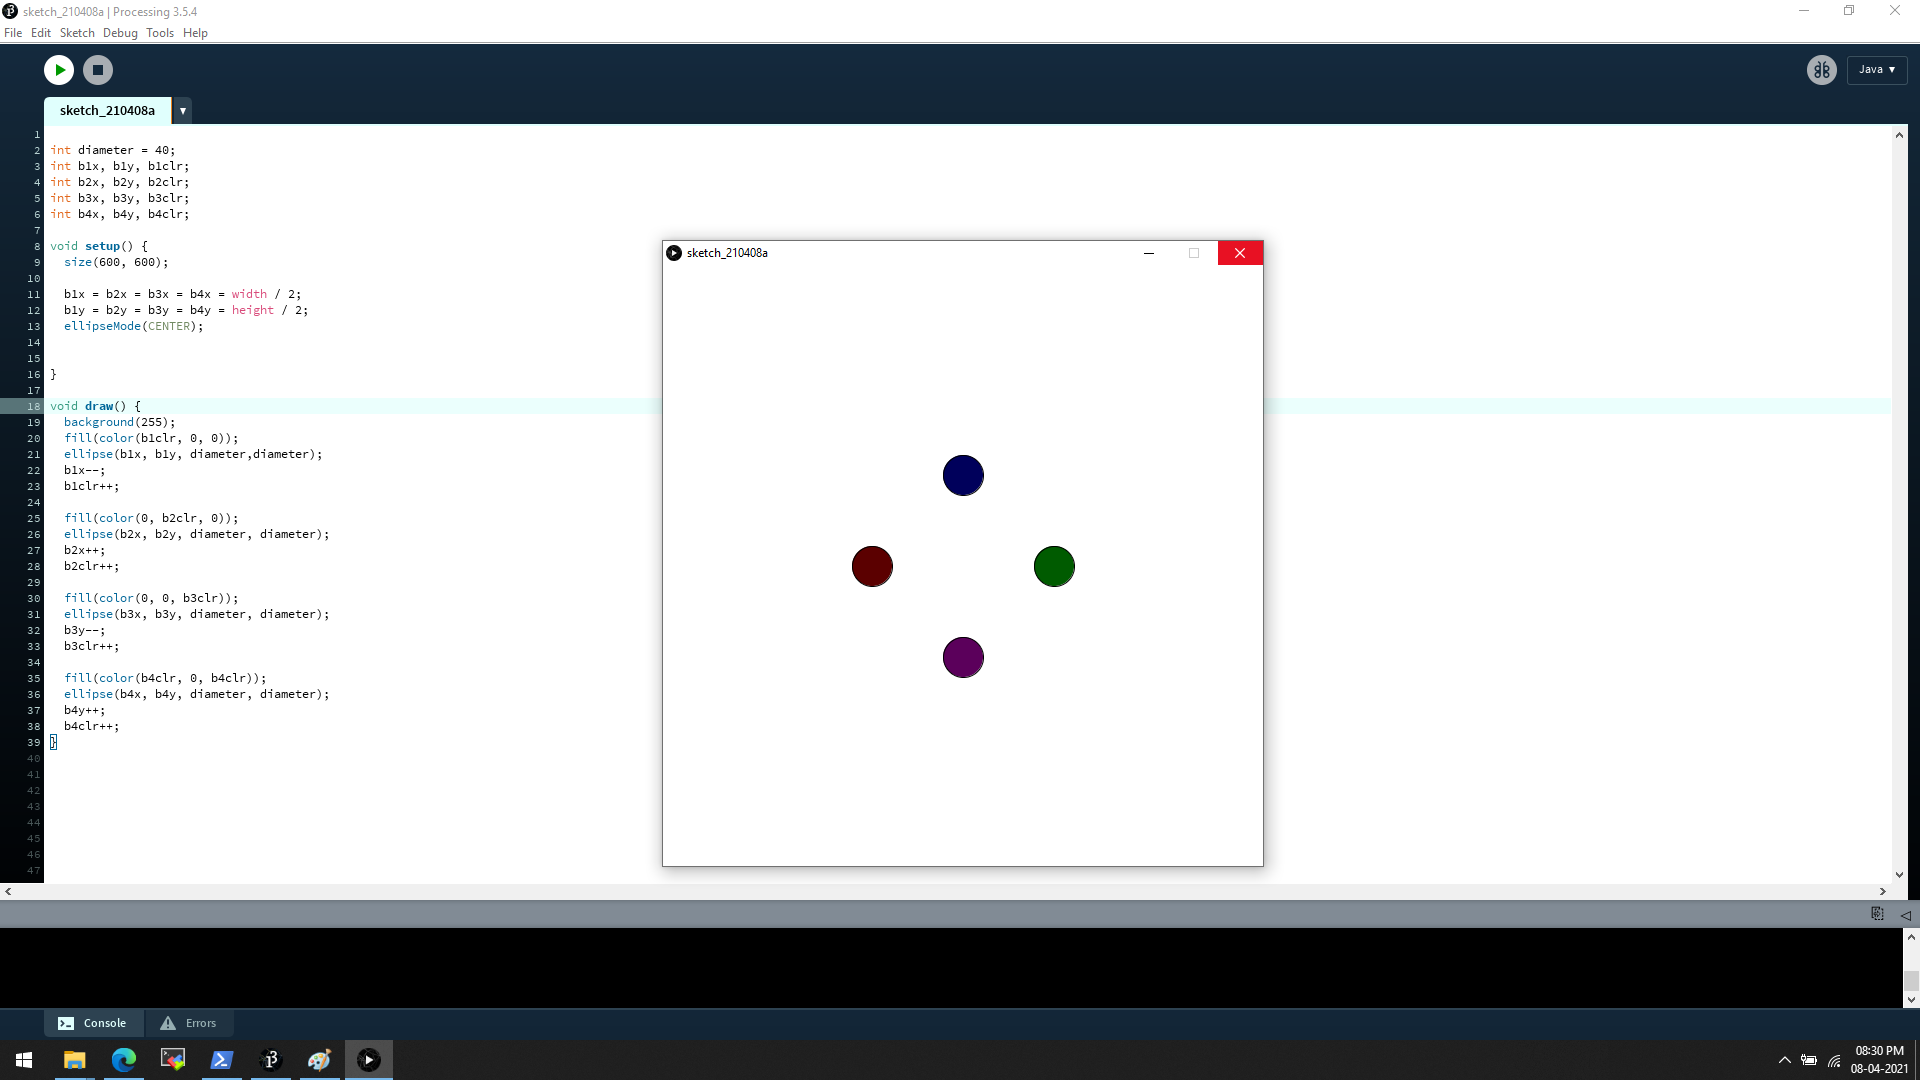 sketch_210408a | Processing 3.5.4
File Edit Sketch Debug Tools Help
Java ▼
sketch_210408a ▼
1
2 int diameter = 40;
3 int b1x, b1y, b1clr;
4 int b2x, b2y, b2clr;
5 int b3x, b3y, b3clr;
6 int b4x, b4y, b4clr;
7
8 void setup() {
9   size(600, 600);
10
11   b1x = b2x = b3x = b4x = width / 2;
12   b1y = b2y = b3y = b4y = height / 2;
13   ellipseMode(CENTER);
14
15
16 }
17
18 void draw() {
19   background(255);
20   fill(color(b1clr, 0, 0));
21   ellipse(b1x, b1y, diameter,diameter);
22   b1x--;
23   b1clr++;
24
25   fill(color(0, b2clr, 0));
26   ellipse(b2x, b2y, diameter, diameter);
27   b2x++;
28   b2clr++;
29
30   fill(color(0, 0, b3clr));
31   ellipse(b3x, b3y, diameter, diameter);
32   b3y--;
33   b3clr++;
34
35   fill(color(b4clr, 0, b4clr));
36   ellipse(b4x, b4y, diameter, diameter);
37   b4y++;
38   b4clr++;
39 }
40
41
42
43
44
45
46
47
sketch_210408a
Console Errors
08:30 PM
08-04-2021